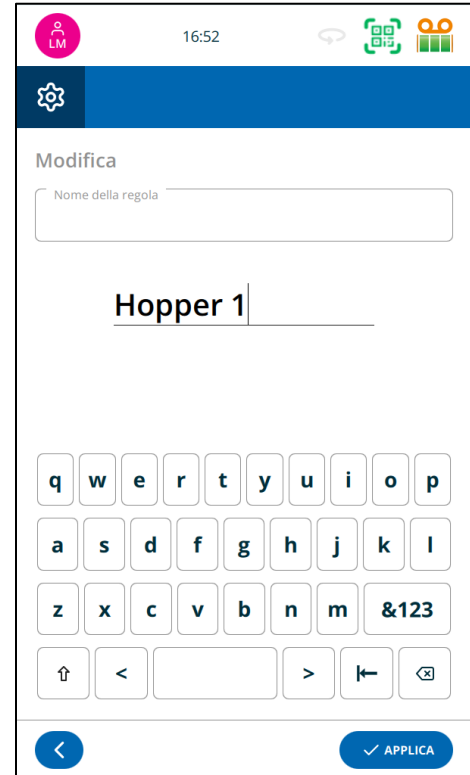 LM
16:52
Modifica
Nome della regola
Hopper 1
q w e r t y u i o p
a s d f g h j k l
z x c v b n m &123
< >
APPLICA